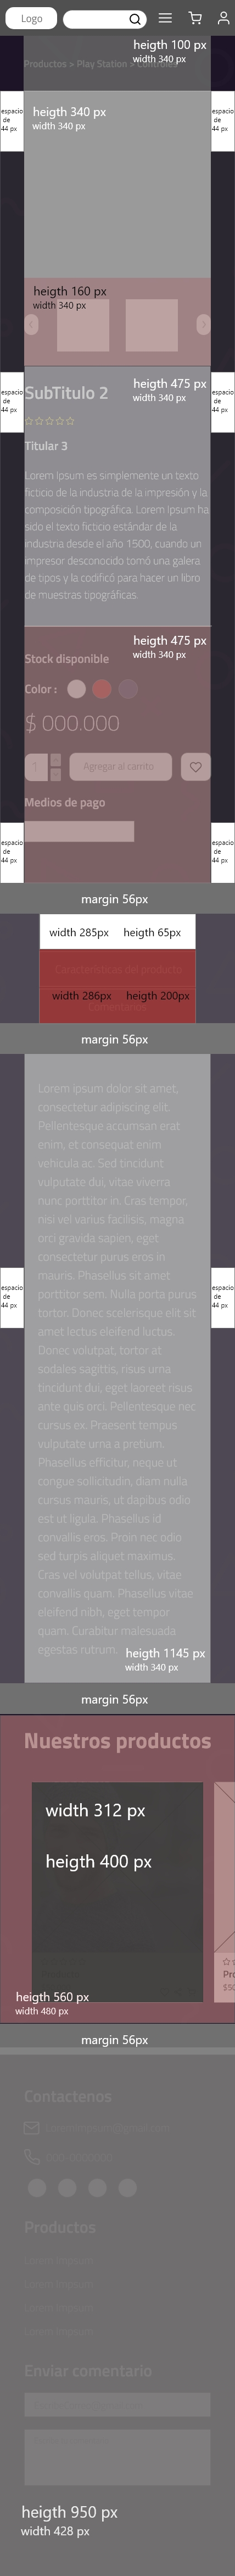 Logo
heigth 100 px
width 340 px
Productos > Play Station > Controles
espacio
de
44 px
espacio
de
44 px
heigth 340 px
width 340 px
heigth 160 px
width 340 px
espacio
de
44 px
espacio
de
44 px
heigth 475 px
width 340 px
SubTitulo 2
Titular 3
Lorem Ipsum es simplemente un texto
ficticio de la industria de la impresión y la
composición tipográfica. Lorem Ipsum ha
sido el texto ficticio estándar de la
industria desde el año 1500, cuando un
impresor desconocido tomó una galera
de tipos y la codificó para hacer un libro
de muestras tipográficas.
heigth 475 px
width 340 px
Stock disponible
Color :
$ 000.000
1
Agregar al carrito
Medios de pago
espacio
de
44 px
espacio
de
44 px
margin 56px
width 285px heigth 65px
Características del producto
width 286px heigth 200px
margin 56px
Lorem ipsum dolor sit amet,
consectetur adipiscing elit.
Pellentesque accumsan erat
enim, et consequat enim
vehicula ac. Sed tincidunt
vulputate dui, vitae viverra
nunc porttitor in. Cras tempor,
nisi vel varius facilisis, magna
orci gravida sapien, eget
consectetur purus eros in
mauris. Phasellus sit amet
porttitor sem. Nulla porta purus
tortor. Donec scelerisque elit sit
amet lectus eleifend luctus.
Donec volutpat, tortor at
sodales sagittis, risus urna
tincidunt dui, eget laoreet risus
ante quis orci. Pellentesque nec
cursus ex. Praesent tempus
vulputate urna a pretium.
Phasellus efficitur, neque ut
congue sollicitudin, diam nulla
cursus mauris, ut dapibus odio
est ut ligula. Phasellus id
convallis eros. Proin nec odio
sed turpis aliquet maximus.
Cras vel volutpat tellus, vitae
convallis quam. Phasellus vitae
eleifend nibh, eget tempor
quam. Curabitur malesuada
egestas rutrum.
espacio
de
44 px
espacio
de
44 px
heigth 1145 px
width 340 px
margin 56px
Nuestros productos
width 312 px
heigth 400 px
Pro
$50
heigth 560 px
width 480 px
margin 56px
Contactenos
Productos
Enviar comentario
heigth 950 px
width 428 px